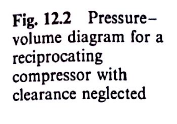 Fig. 12.2 Pressure–
volume diagram for a
reciprocating
compressor with
clearance neglected